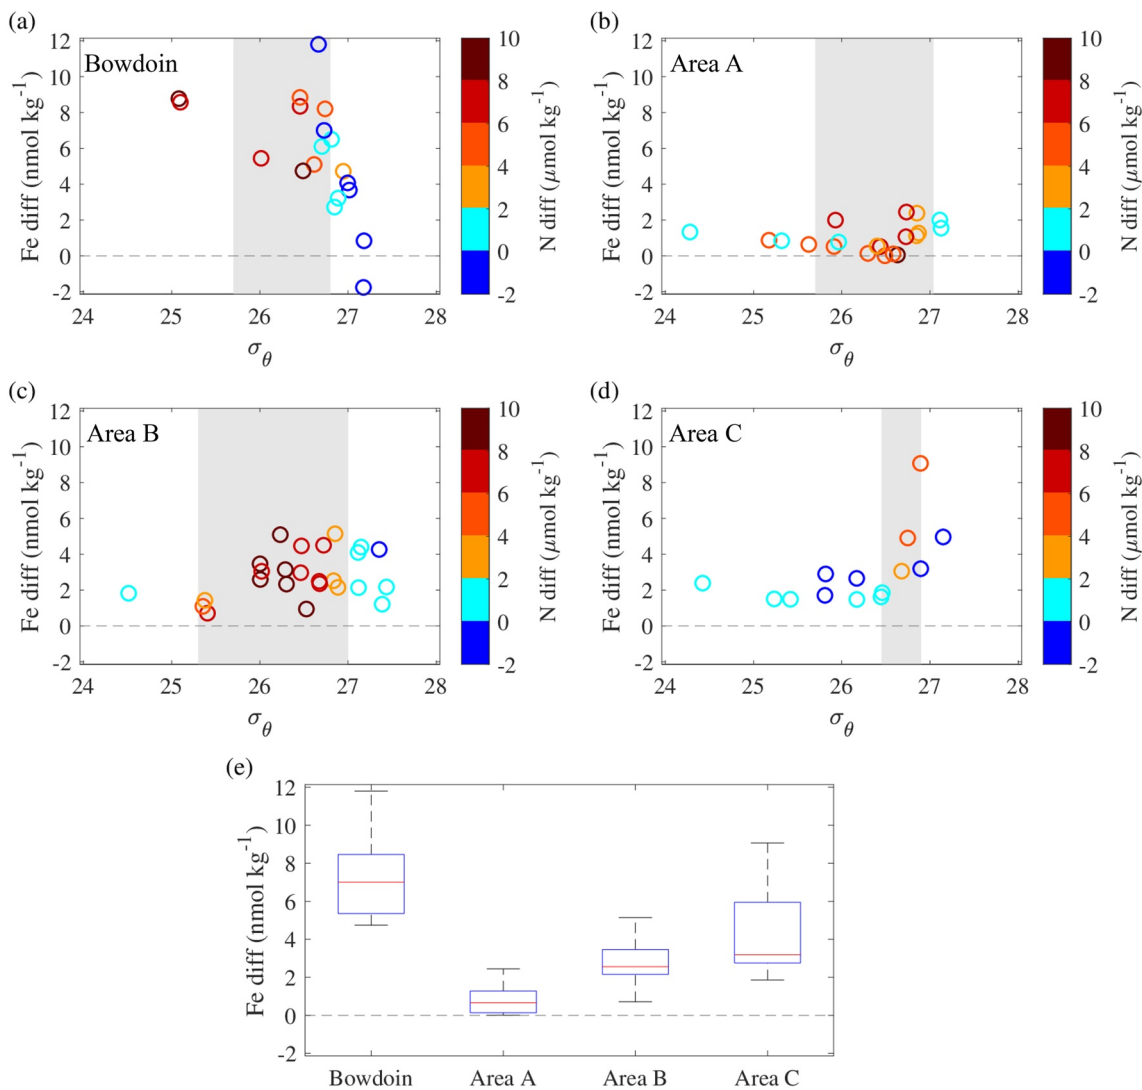 (a)
Bowdoin
12
10
8
6
4
2
0
-2
Fe diff (nmol kg⁻¹)
24 25 26 27 28
σθ
10
8
6
4
2
0
-2
N diff (μmol kg⁻¹)
(b)
Area A
12
10
8
6
4
2
0
-2
Fe diff (nmol kg⁻¹)
24 25 26 27 28
σθ
10
8
6
4
2
0
-2
N diff (μmol kg⁻¹)
(c)
Area B
12
10
8
6
4
2
0
-2
Fe diff (nmol kg⁻¹)
24 25 26 27 28
σθ
10
8
6
4
2
0
-2
N diff (μmol kg⁻¹)
(d)
Area C
12
10
8
6
4
2
0
-2
Fe diff (nmol kg⁻¹)
24 25 26 27 28
σθ
10
8
6
4
2
0
-2
N diff (μmol kg⁻¹)
(e)
12
10
8
6
4
2
0
-2
Fe diff (nmol kg⁻¹)
Bowdoin Area A Area B Area C